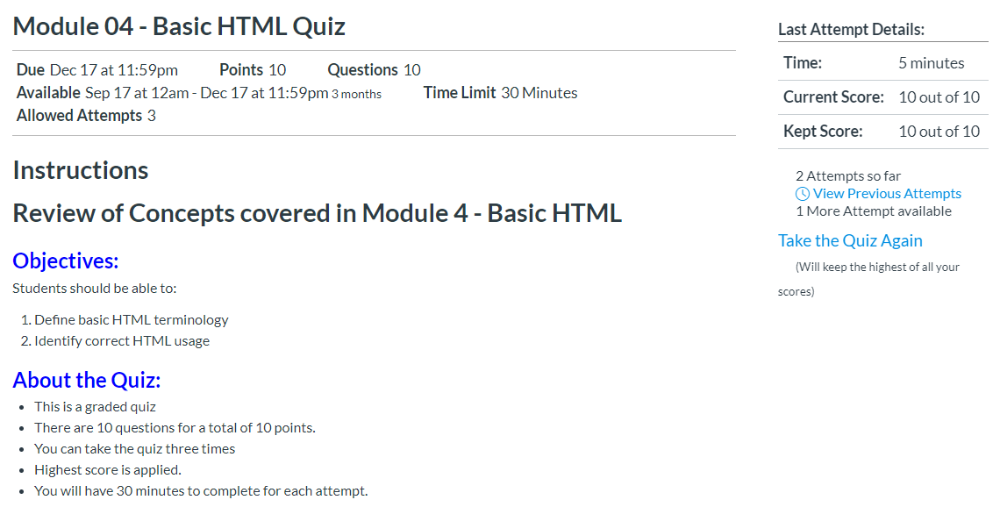 Module 04 - Basic HTML Quiz
Due Dec 17 at 11:59pm Points 10 Questions 10
Available Sep 17 at 12am - Dec 17 at 11:59pm 3 months Time Limit 30 Minutes
Allowed Attempts 3
Instructions
Review of Concepts covered in Module 4 - Basic HTML
Objectives:
Students should be able to:
1. Define basic HTML terminology
2. Identify correct HTML usage
About the Quiz:
• This is a graded quiz
• There are 10 questions for a total of 10 points.
• You can take the quiz three times
• Highest score is applied.
• You will have 30 minutes to complete for each attempt.
Last Attempt Details:
Time: 5 minutes
Current Score: 10 out of 10
Kept Score: 10 out of 10
2 Attempts so far
View Previous Attempts
1 More Attempt available
Take the Quiz Again
(Will keep the highest of all your
scores)